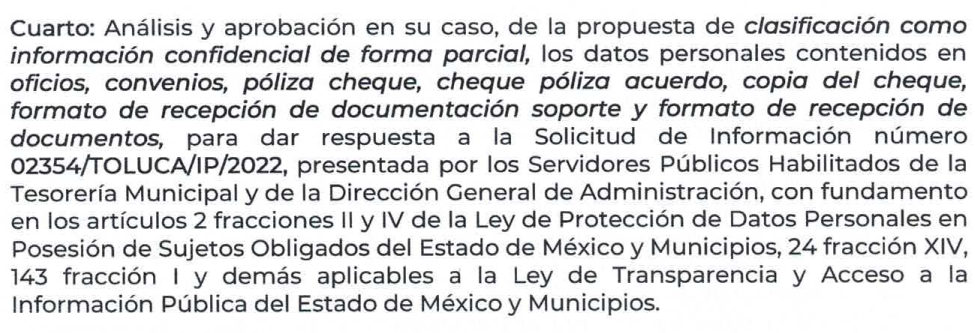 Cuarto: Análisis y aprobación en su caso, de la propuesta de clasificación como
información confidencial de forma parcial, los datos personales contenidos en
oficios, convenios, póliza cheque, cheque póliza acuerdo, copia del cheque,
formato de recepción de documentación soporte y formato de recepción de
documentos, para dar respuesta a la Solicitud de Información número
02354/TOLUCA/IP/2022, presentada por los Servidores Públicos Habilitados de la
Tesorería Municipal y de la Dirección General de Administración, con fundamento
en los artículos 2 fracciones II y IV de la Ley de Protección de Datos Personales en
Posesión de Sujetos Obligados del Estado de México y Municipios, 24 fracción XIV,
143 fracción I y demás aplicables a la Ley de Transparencia y Acceso a la
Información Pública del Estado de México y Municipios.